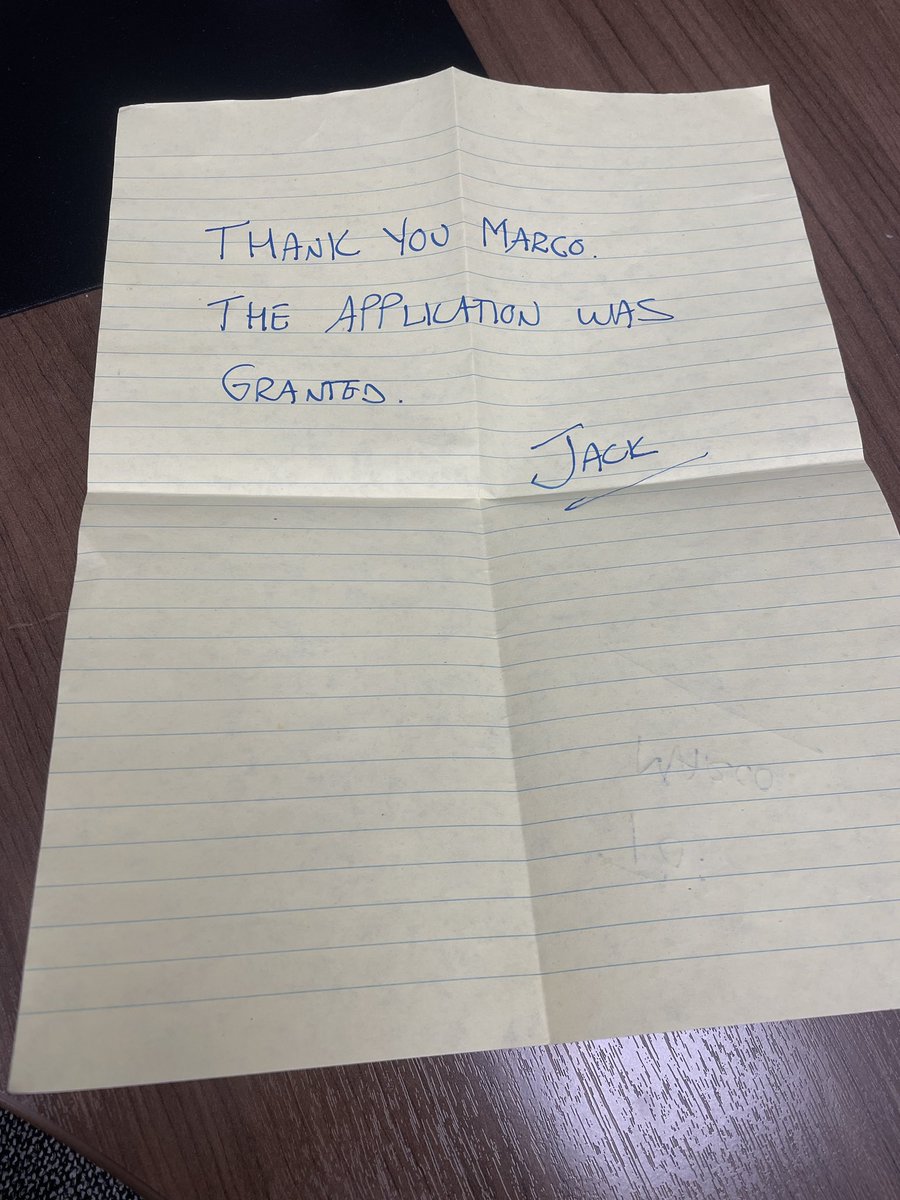 THANK YOU MARGO.
THE APPLICATION WAS
GRANTED.
JACK